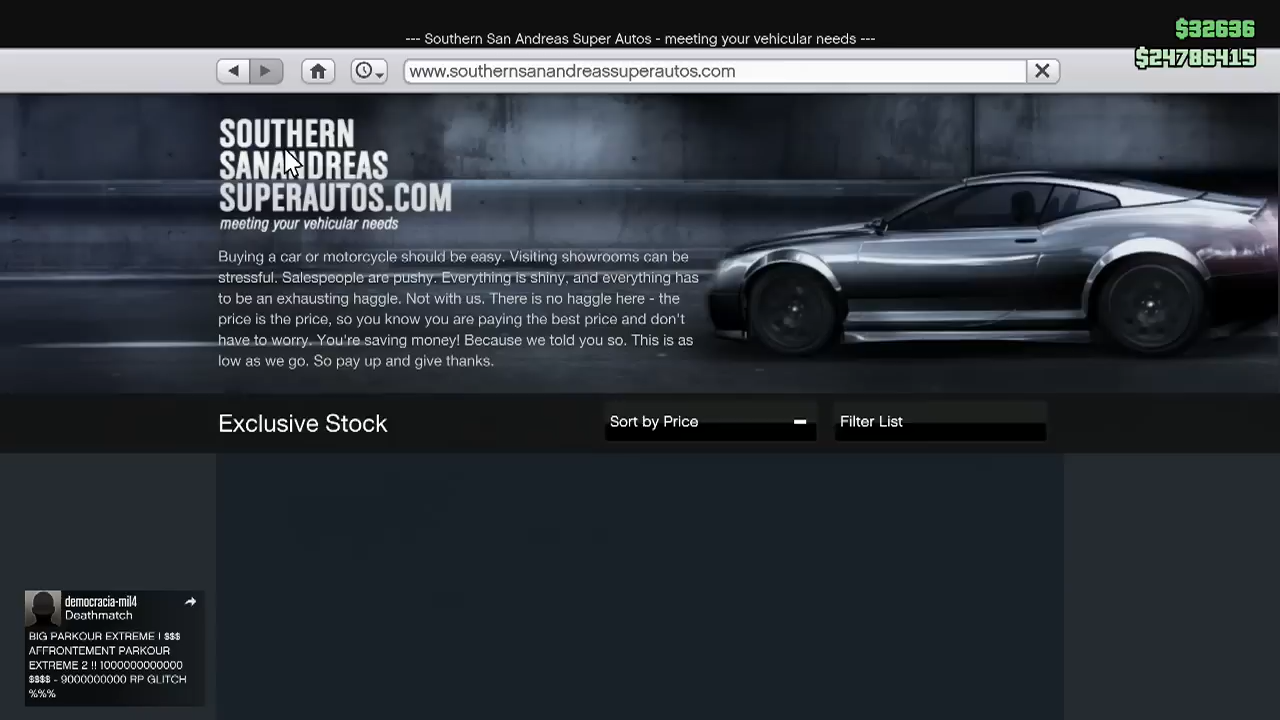 --- Southern San Andreas Super Autos - meeting your vehicular needs ---
$32636
$24786415
www.southernsanandreassuperautos.com
SOUTHERN
SANANDREAS
SUPERAUTOS.COM
meeting your vehicular needs
Buying a car or motorcycle should be easy. Visiting showrooms can be
stressful. Salespeople are pushy. Everything is shiny, and everything has
to be an exhausting haggle. Not with us. There is no haggle here - the
price is the price, so you know you are paying the best price and don't
have to worry. You're saving money! Because we told you so. This is as
low as we go. So pay up and give thanks.
Exclusive Stock
Sort by Price
Filter List
democracia-mil4
Deathmatch
BIG PARKOUR EXTREME ! $$$
AFFRONTEMENT PARKOUR
EXTREME 2 !! 1000000000000
$$$$ - 9000000000 RP GLITCH
%%%